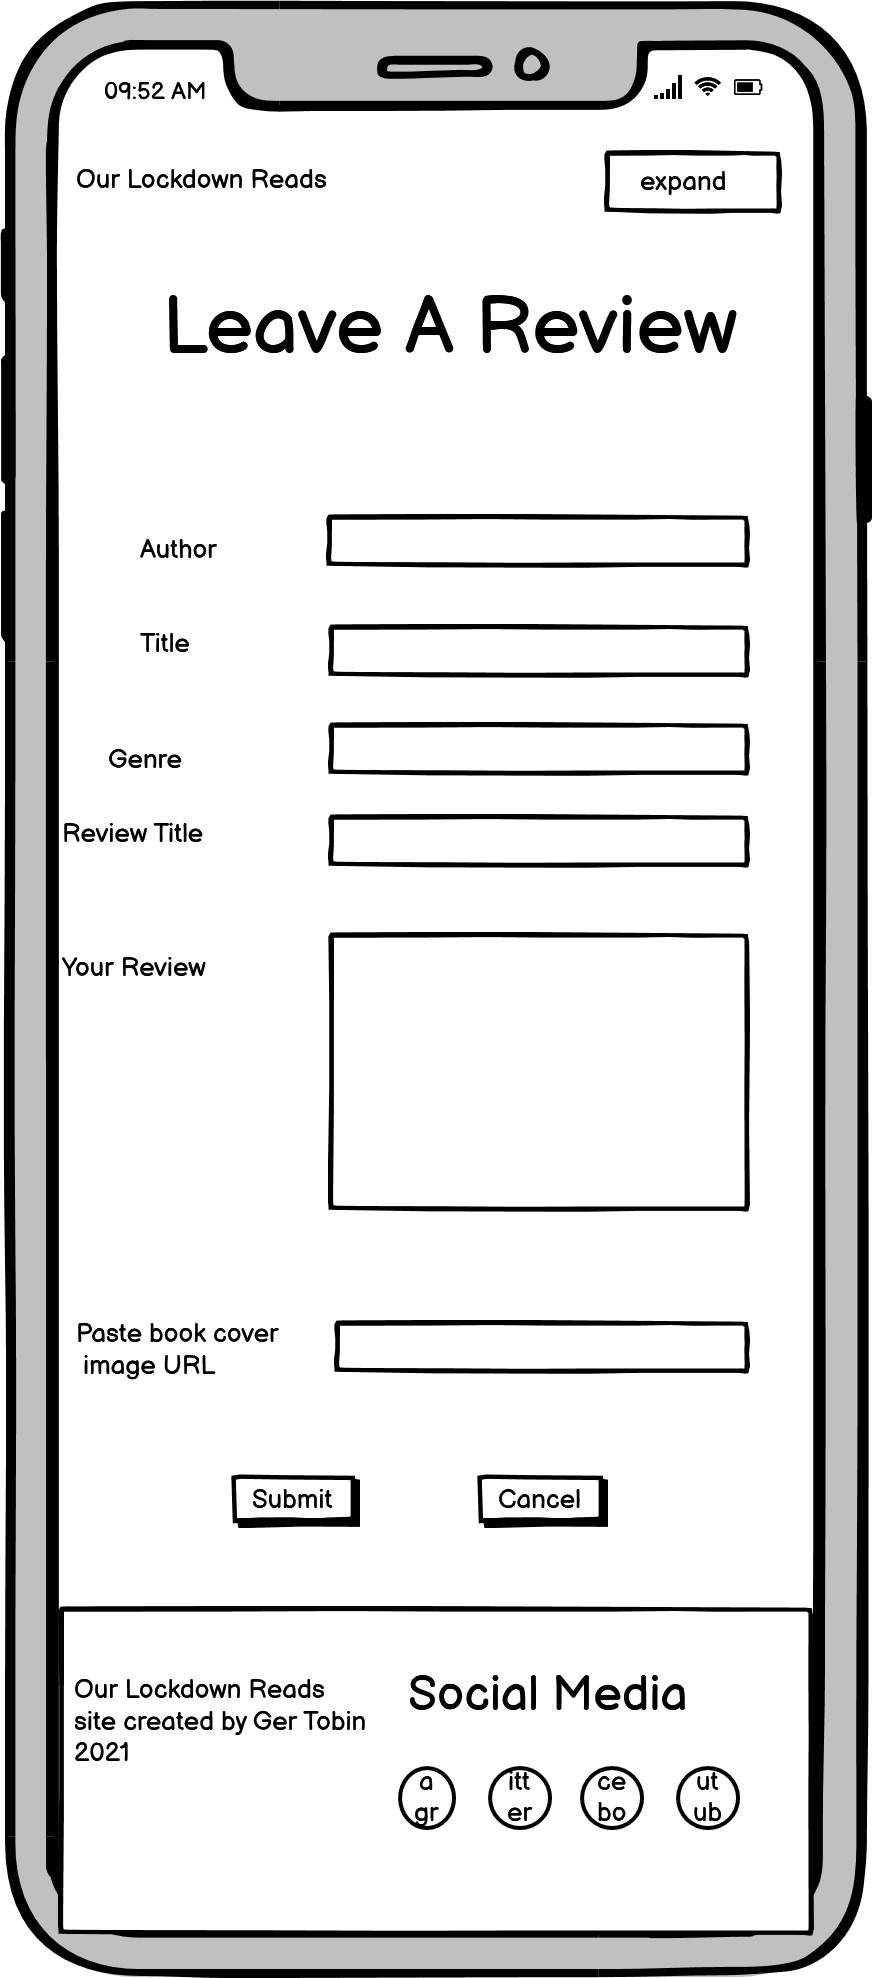 09:52 AM
Our Lockdown Reads
expand
Leave A Review
Author
Title
Genre
Review Title
Your Review
Paste book cover
image URL
Submit
Cancel
Our Lockdown Reads
site created by Ger Tobin
2021
Social Media
a
gr
itt
er
ce
bo
ut
ub